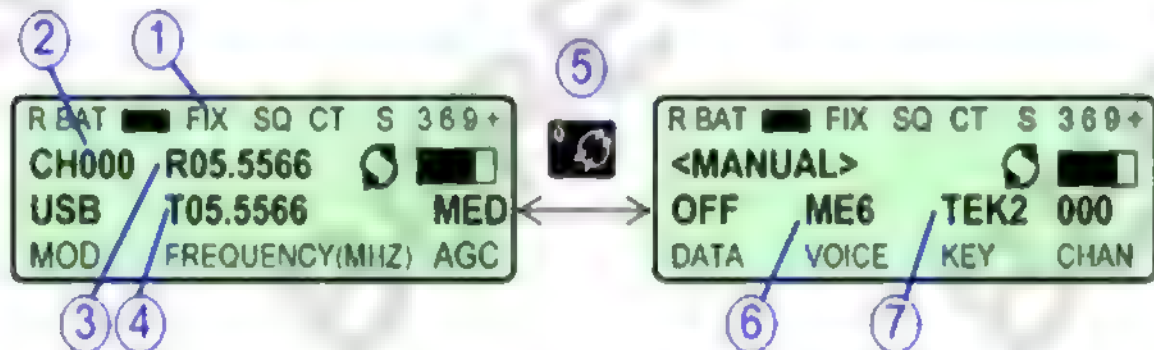 2 1 5
R BAT FIX SQ CT S 369+
CH000 R05.5566
USB T05.5566 MED
MOD FREQUENCY(MHZ) AGC
3 4
R BAT FIX SQ CT S 369+
<MANUAL>
OFF ME6 TEK2 000
DATA VOICE KEY CHAN
6 7